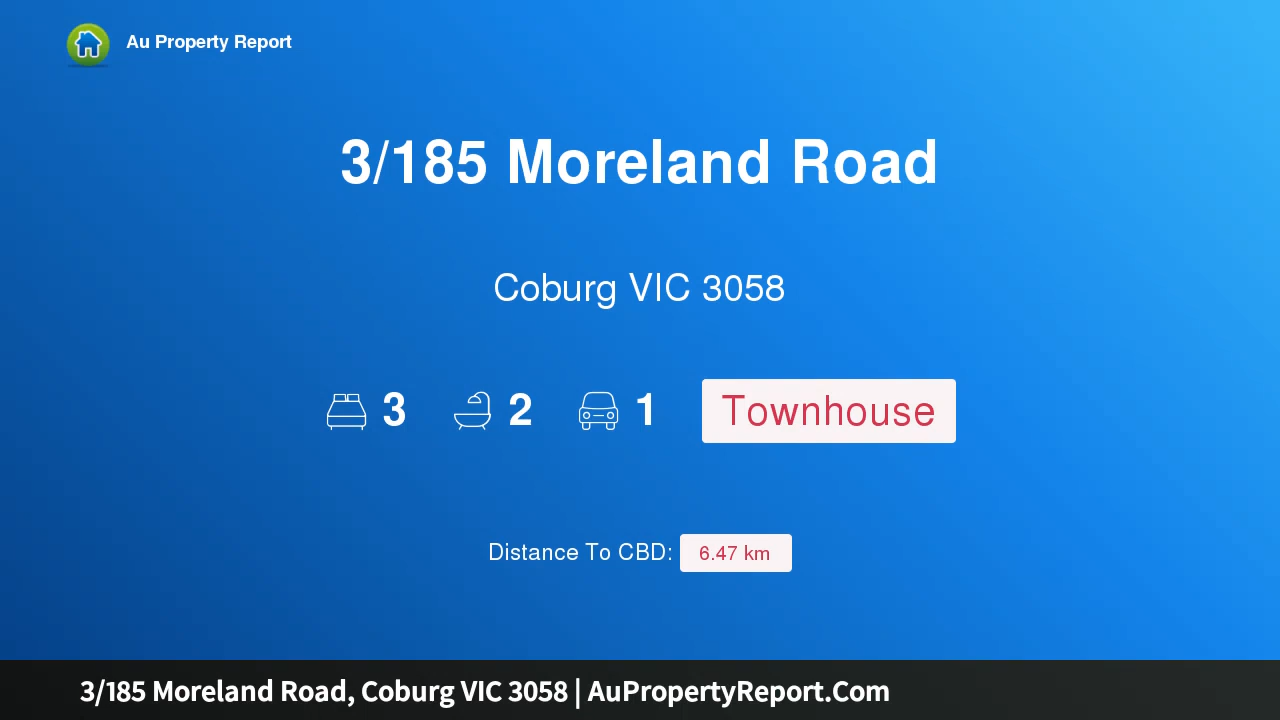 Au Property Report
3/185 Moreland Road
Coburg VIC 3058
3 2 1 Townhouse
Distance To CBD: 6.47 km
3/185 Moreland Road, Coburg VIC 3058 | AuPropertyReport.Com